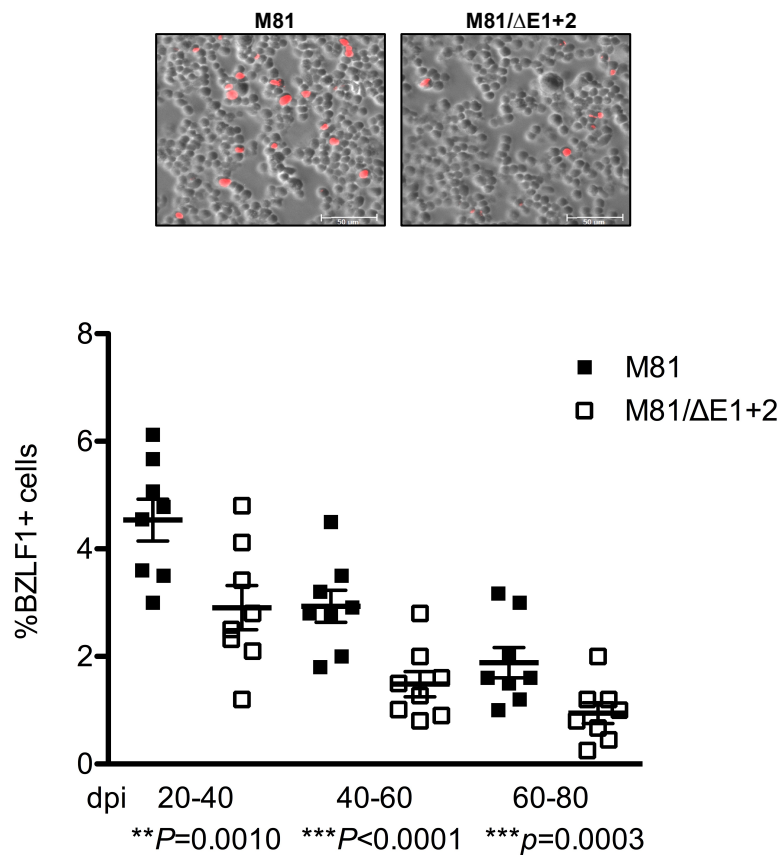 M81 M81/ΔE1+2
50 um 50 um
8
M81
M81/ΔE1+2
6
%BZLF1+ cells
4
2
0
dpi 20-40 40-60 60-80
**P=0.0010 ***P<0.0001 ***p=0.0003